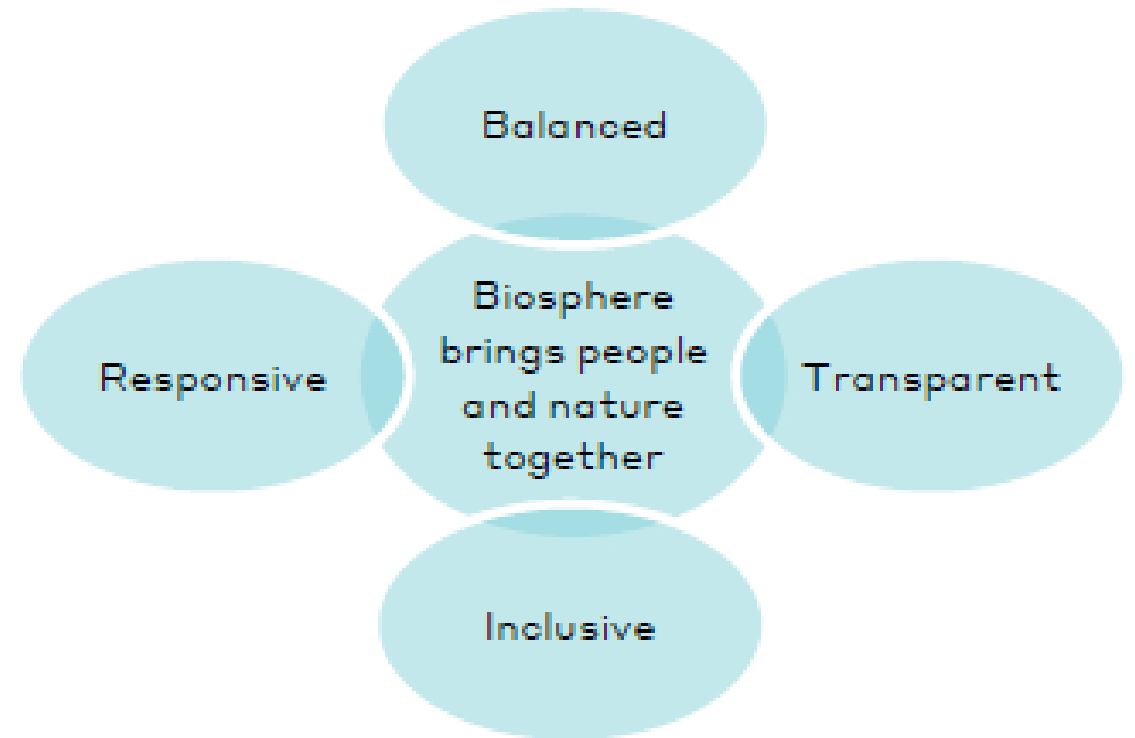 Balanced
Biosphere
brings people
and nature
together
Responsive
Transparent
Inclusive